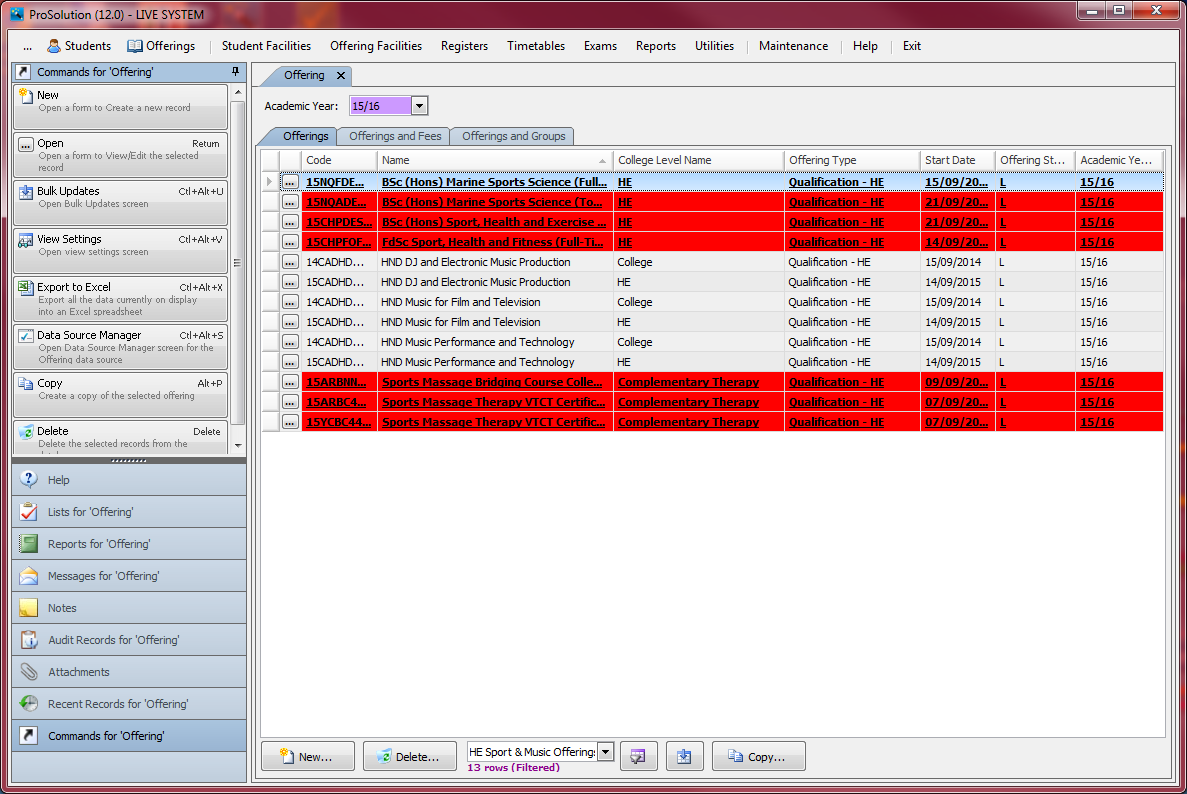 ProSolution (12.0) - LIVE SYSTEM
... Students Offerings Student Facilities Offering Facilities Registers Timetables Exams Reports Utilities Maintenance Help Exit
Commands for 'Offering'
New
Open a form to Create a new record
Open Return
Open a form to View/Edit the selected
record
Bulk Updates Ctl+Alt+U
Open Bulk Updates screen
View Settings Ctl+Alt+V
Open view settings screen
Export to Excel Ctl+Alt+X
Export all the data currently on display
into an Excel spreadsheet
Data Source Manager Ctl+Alt+S
Open Data Source Manager screen for the
Offering data source
Copy Alt+P
Create a copy of the selected offering
Delete Delete
Delete the selected records from the
Help
Lists for 'Offering'
Reports for 'Offering'
Messages for 'Offering'
Notes
Audit Records for 'Offering'
Attachments
Recent Records for 'Offering'
Commands for 'Offering'
Offering
Academic Year: 15/16
Offerings Offerings and Fees Offerings and Groups
Code Name College Level Name Offering Type Start Date Offering St... Academic Ye...
... 15NQFDE... BSc (Hons) Marine Sports Science (Full... HE Qualification - HE 15/09/20... L 15/16
... 15NQADE... BSc (Hons) Marine Sports Science (To... HE Qualification - HE 21/09/20... L 15/16
... 15CHPDES... BSc (Hons) Sport, Health and Exercise ... HE Qualification - HE 21/09/20... L 15/16
... 15CHPFOF... FdSc Sport, Health and Fitness (Full-Ti... HE Qualification - HE 14/09/20... L 15/16
... 14CADHD... HND DJ and Electronic Music Production College Qualification - HE 15/09/2014 L 15/16
... 15CADHD... HND DJ and Electronic Music Production HE Qualification - HE 14/09/2015 L 15/16
... 14CADHD... HND Music for Film and Television College Qualification - HE 15/09/2014 L 15/16
... 15CADHD... HND Music for Film and Television HE Qualification - HE 14/09/2015 L 15/16
... 14CADHD... HND Music Performance and Technology College Qualification - HE 15/09/2014 L 15/16
... 15CADHD... HND Music Performance and Technology HE Qualification - HE 14/09/2015 L 15/16
... 15ARBNN... Sports Massage Bridging Course Colle... Complementary Therapy Qualification - HE 09/09/20... L 15/16
... 15ARBC4... Sports Massage Therapy VTCT Certific... Complementary Therapy Qualification - HE 07/09/20... L 15/16
... 15YCBC44... Sports Massage Therapy VTCT Certific... Complementary Therapy Qualification - HE 07/09/20... L 15/16
New... Delete... HE Sport & Music Offerings Copy...
13 rows (Filtered)